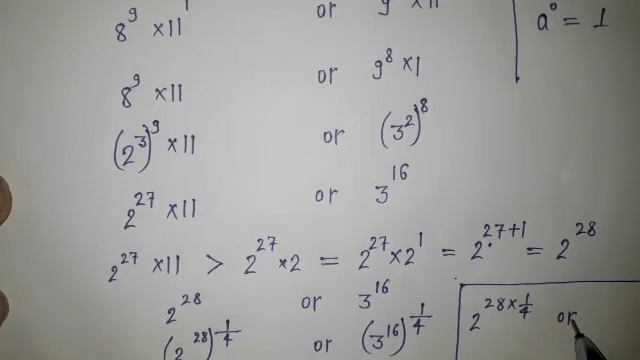 8^9 × 11^1 or 9^8 × 11
a^0 = 1
8^9 × 11 or 9^8 × 1
(2^3)^9 × 11 or (3^2)^8
2^27 × 11 or 3^16
2^27 × 11 > 2^27 × 2 = 2^27 × 2^1 = 2^27+1 = 2^28
2^28 or 3^16
(2^28)^1/4 or (3^16)^1/4
2^28×1/4 or